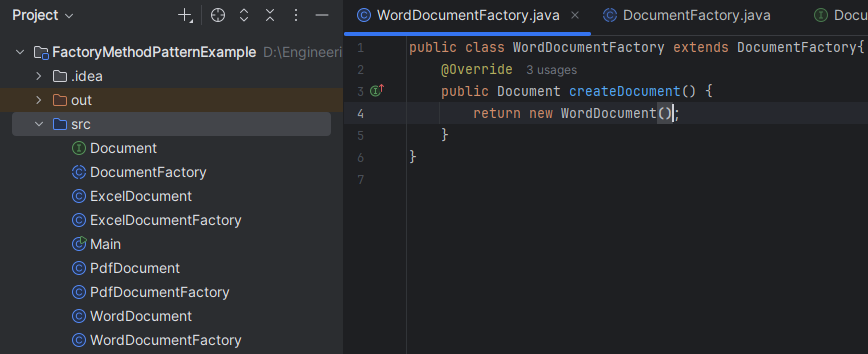 Project
FactoryMethodPatternExample D:\Engineeri
.idea
out
src
Document
DocumentFactory
ExcelDocument
ExcelDocumentFactory
Main
PdfDocument
PdfDocumentFactory
WordDocument
WordDocumentFactory
WordDocumentFactory.java DocumentFactory.java Docu
1 public class WordDocumentFactory extends DocumentFactory{
2 @Override 3 usages
3 public Document createDocument() {
4 return new WordDocument();
5 }
6 }
7